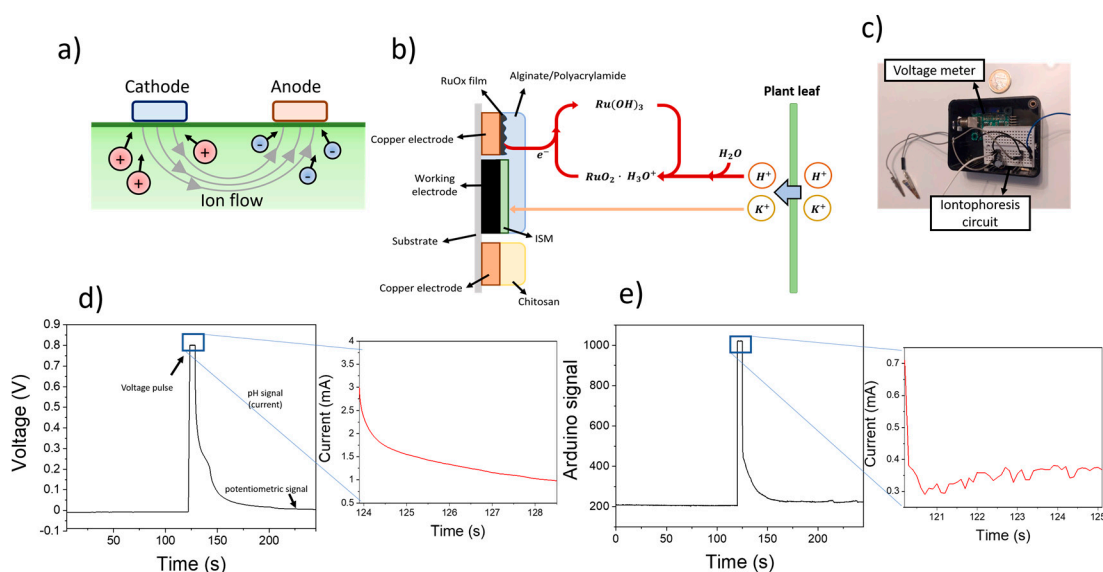 a)
Cathode
Anode
+
+
+
-
-
-
Ion flow
b)
RuOx film
Alginate/Polyacrylamide
Copper electrode
Working
electrode
Substrate
Copper electrode
ISM
Chitosan
e⁻
Ru(OH)₃
RuO₂ · H₃O⁺
H₂O
Plant leaf
H⁺
H⁺
K⁺
K⁺
c)
Voltage meter
Iontophoresis
circuit
d)
Voltage (V)
0.9
0.8
0.7
0.6
0.5
0.4
0.3
0.2
0.1
0
-0.1
50
100
150
200
Time (s)
Voltage pulse
pH signal
(current)
potentiometric signal
Current (mA)
4
3.5
3
2.5
2
1.5
1
0.5
124
125
126
127
128
Time (s)
e)
Arduino signal
1000
800
600
400
200
0
50
100
150
200
Time (s)
Current (mA)
0.7
0.6
0.5
0.4
0.3
121
122
123
124
125
Time (s)